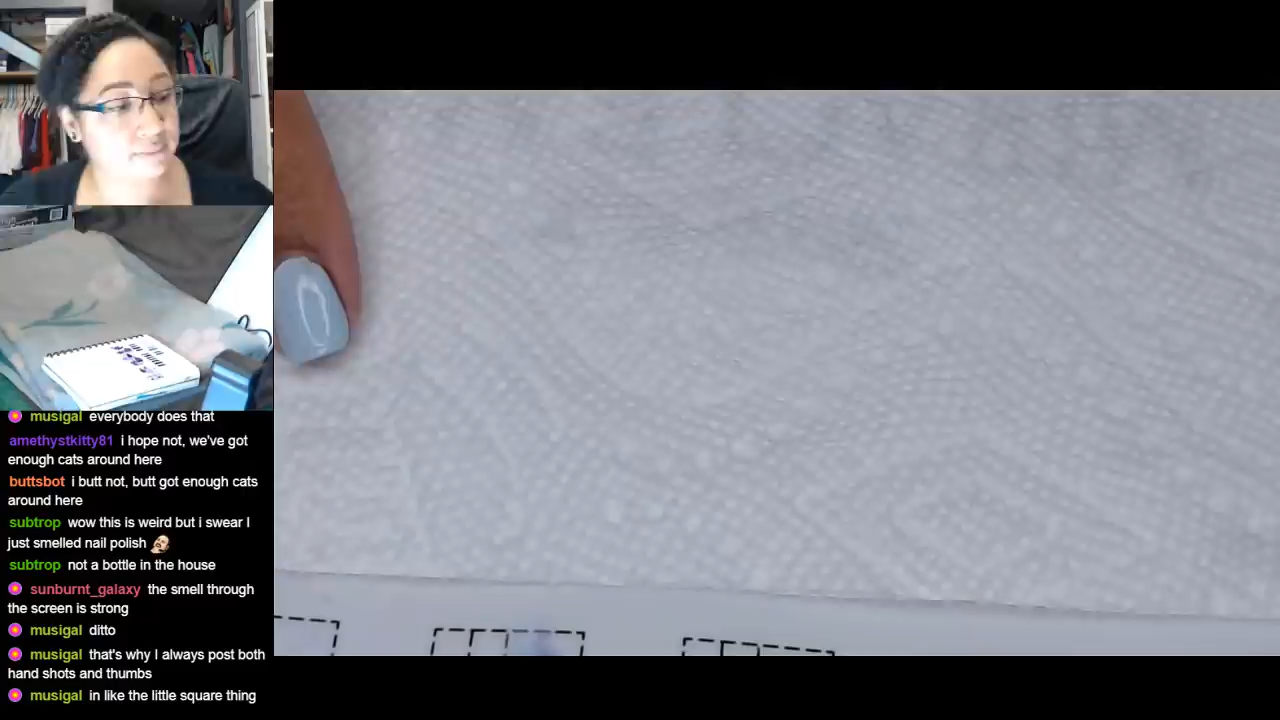 musigal everybody does that
amethystkitty81 i hope not, we've got
enough cats around here
buttsbot i butt not, butt got enough cats
around here
subtrop wow this is weird but i swear I
just smelled nail polish
subtrop not a bottle in the house
sunburnt_galaxy the smell through
the screen is strong
musigal ditto
musigal that's why I always post both
hand shots and thumbs
musigal in like the little square thing